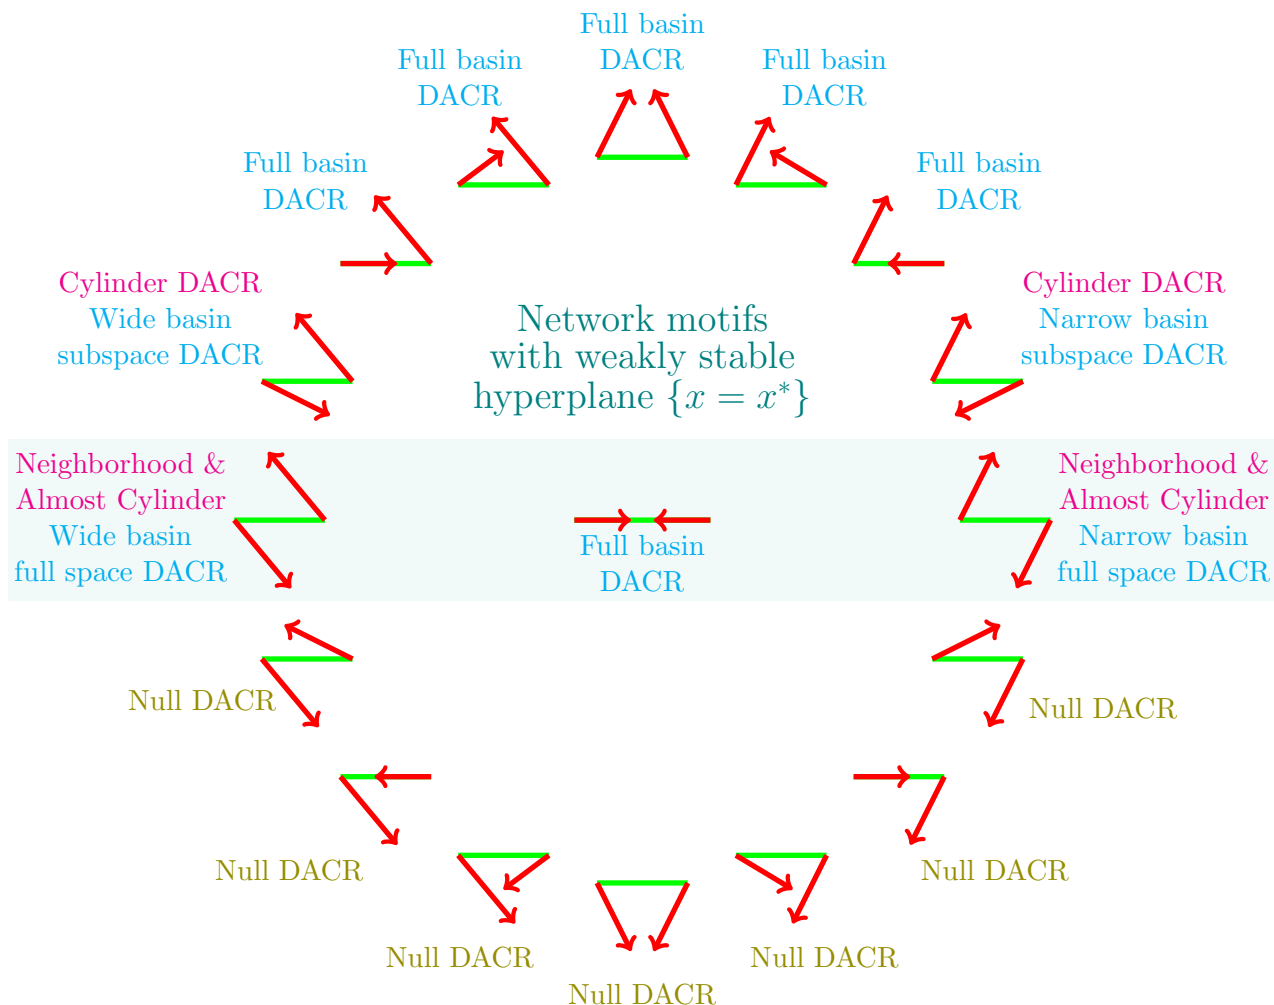 Full basin
DACR
Full basin
DACR
Full basin
DACR
Full basin
DACR
Full basin
DACR
Cylinder DACR
Wide basin
subspace DACR
Network motifs
with weakly stable
hyperplane {x = x*}
Cylinder DACR
Narrow basin
subspace DACR
Neighborhood &
Almost Cylinder
Wide basin
full space DACR
Full basin
DACR
Neighborhood &
Almost Cylinder
Narrow basin
full space DACR
Null DACR
Null DACR
Null DACR
Null DACR
Null DACR
Null DACR
Null DACR